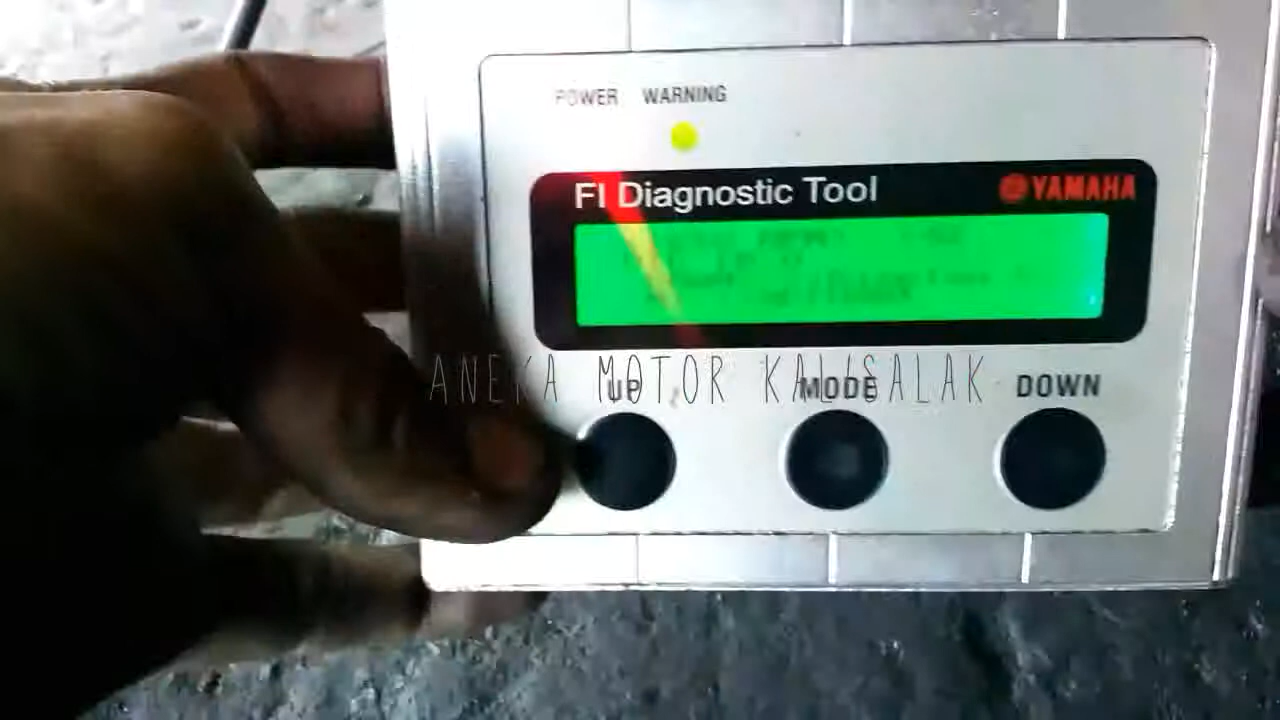 POWER WARNING
FI Diagnostic Tool YAMAHA
ANEKA MOTOR KALISALAK
UP MODE DOWN